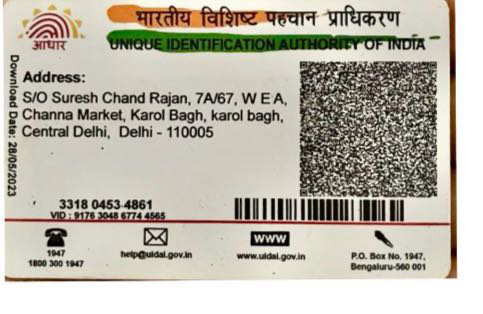 भारतीय विशिष्ट पहचान प्राधिकरण
UNIQUE IDENTIFICATION AUTHORITY OF INDIA
आधार
Download Date: 28/05/2023
Address:
S/O Suresh Chand Rajan, 7A/67, W E A,
Channa Market, Karol Bagh, karol bagh,
Central Delhi, Delhi - 110005
3318 0453 4861
VID : 9176 3048 6774 4565
1947
1800 300 1947
help@uidai.gov.in
WWW
www.uidai.gov.in
P.O. Box No. 1947,
Bengaluru-560 001